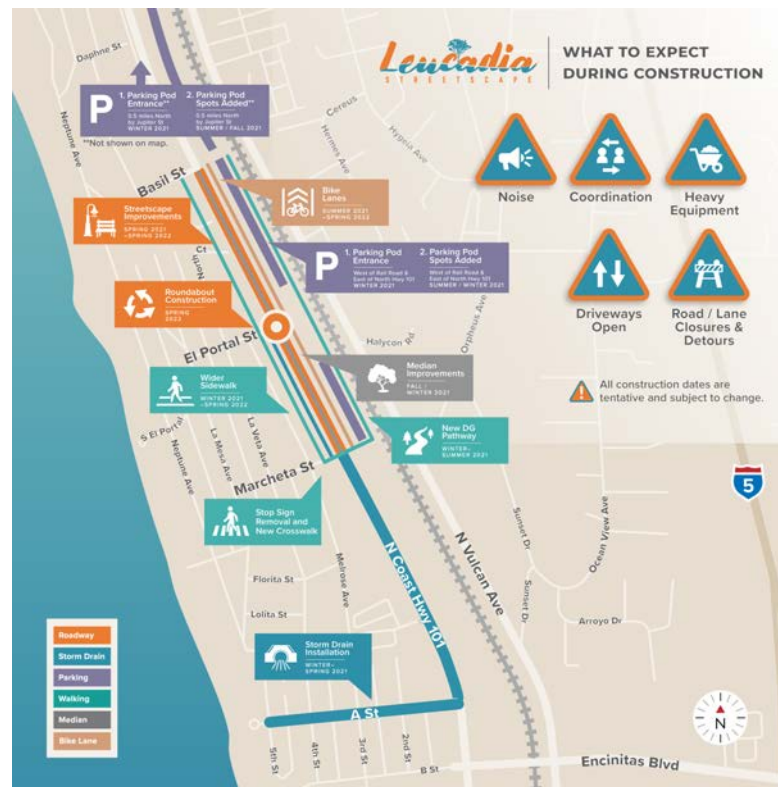 Leucadia
STREETSCAPE
WHAT TO EXPECT
DURING CONSTRUCTION
Noise
Coordination
Heavy
Equipment
Driveways
Open
Road / Lane
Closures &
Detours
All construction dates are
tentative and subject to change.
Daphne St
P
1. Parking Pod
Entrance**
0.5 miles North
by Jupiter St
WINTER 2021
2. Parking Pod
Spots Added**
0.5 miles North
by Jupiter St
SUMMER / FALL 2021
**Not shown on map.
Neptune Ave
Cereus
Hermes Ave
Hygeia Ave
Basil St
Bike
Lanes
SUMMER 2021
–SPRING 2022
Streetscape
Improvements
SPRING 2021
–SPRING 2022
North
Ct
P
1. Parking Pod
Entrance
West of Rail Road &
East of North Hwy 101
WINTER 2021
2. Parking Pod
Spots Added
West of Rail Road &
East of North Hwy 101
SUMMER / WINTER 2021
Roundabout
Construction
SPRING
2022
El Portal St
Halycon Rd
Orpheus Ave
Median
Improvements
FALL /
WINTER 2021
Wider
Sidewalk
WINTER 2021
–SPRING 2022
S El Portal
Neptune Ave
La Mesa Ave
La Veta Ave
New DG
Pathway
WINTER–
SUMMER 2021
Marcheta St
Stop Sign
Removal and
New Crosswalk
5
Sunset Dr
Ocean View Ave
Sunset Dr
Arroyo Dr
N Vulcan Ave
N Coast Hwy 101
Melrose Ave
Florita St
Lolita St
Storm Drain
Installation
WINTER–
SPRING 2021
A St
5th St
4th St
3rd St
2nd St
B St
Encinitas Blvd
N
Roadway
Storm Drain
Parking
Walking
Median
Bike Lane